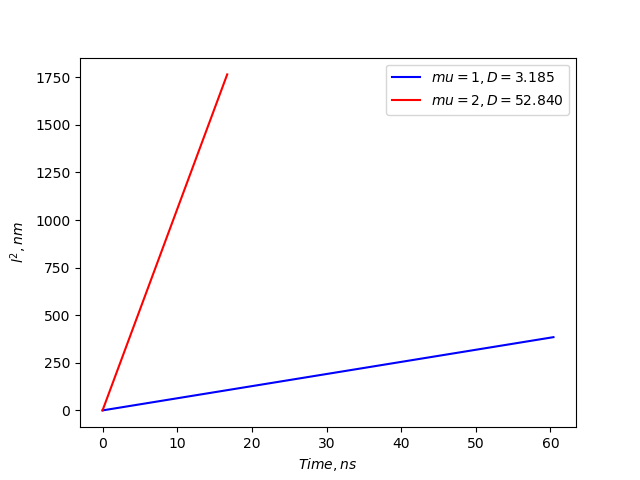 mu = 1, D = 3.185
mu = 2, D = 52.840
1750
1500
1250
1000
750
500
250
0
l², nm
0 10 20 30 40 50 60
Time, ns